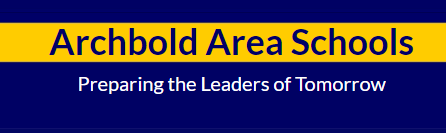 Archbold Area Schools
Preparing the Leaders of Tomorrow